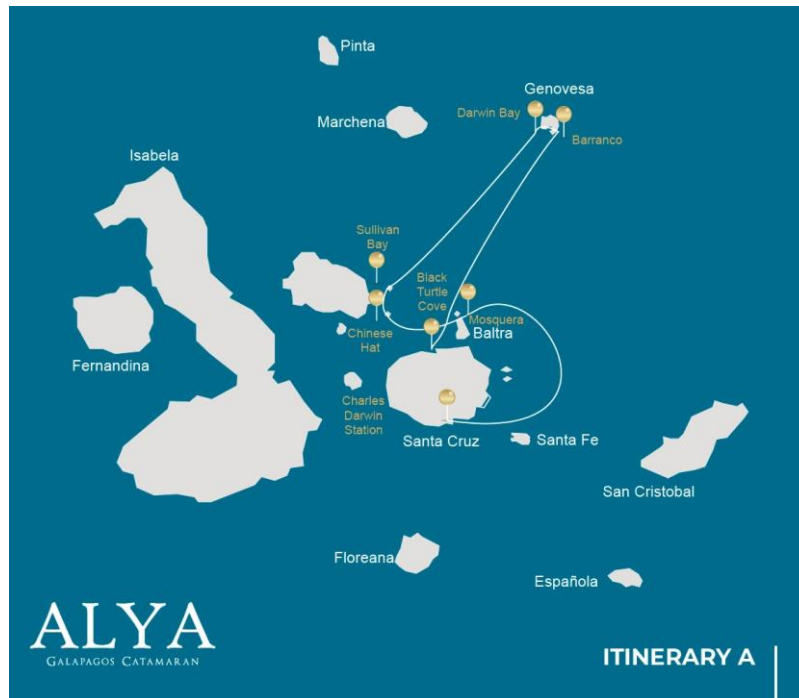 Pinta
Genovesa
Darwin Bay
Marchena
Barranco
Isabela
Sullivan
Bay
Black
Turtle
Cove
Mosquera
Chinese
Hat
Baltra
Fernandina
Charles
Darwin
Station
Santa Cruz
Santa Fe
San Cristobal
Floreana
Española
ALYA
GALAPAGOS CATAMARAN
ITINERARY A